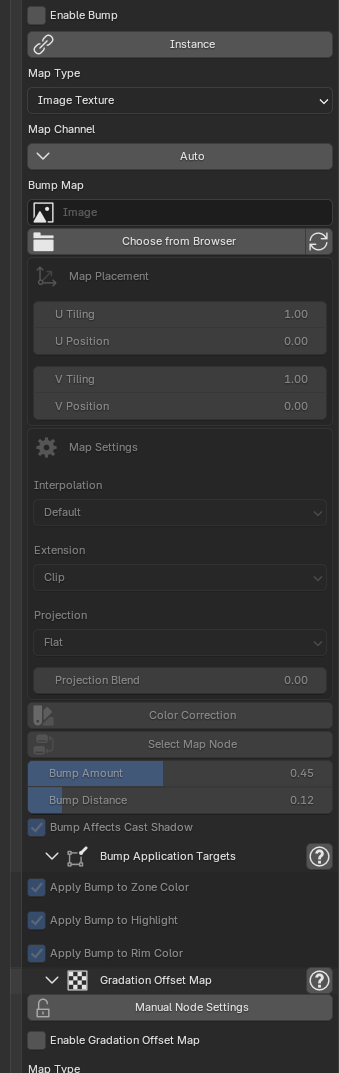 Enable Bump
Instance
Map Type
Image Texture
Map Channel
Auto
Bump Map
Image
Choose from Browser
Map Placement
U Tiling 1.00
U Position 0.00
V Tiling 1.00
V Position 0.00
Map Settings
Interpolation
Default
Extension
Clip
Projection
Flat
Projection Blend 0.00
Color Correction
Select Map Node
Bump Amount 0.45
Bump Distance 0.12
Bump Affects Cast Shadow
Bump Application Targets ?
Apply Bump to Zone Color
Apply Bump to Highlight
Apply Bump to Rim Color
Gradation Offset Map ?
Manual Node Settings
Enable Gradation Offset Map
Map Type